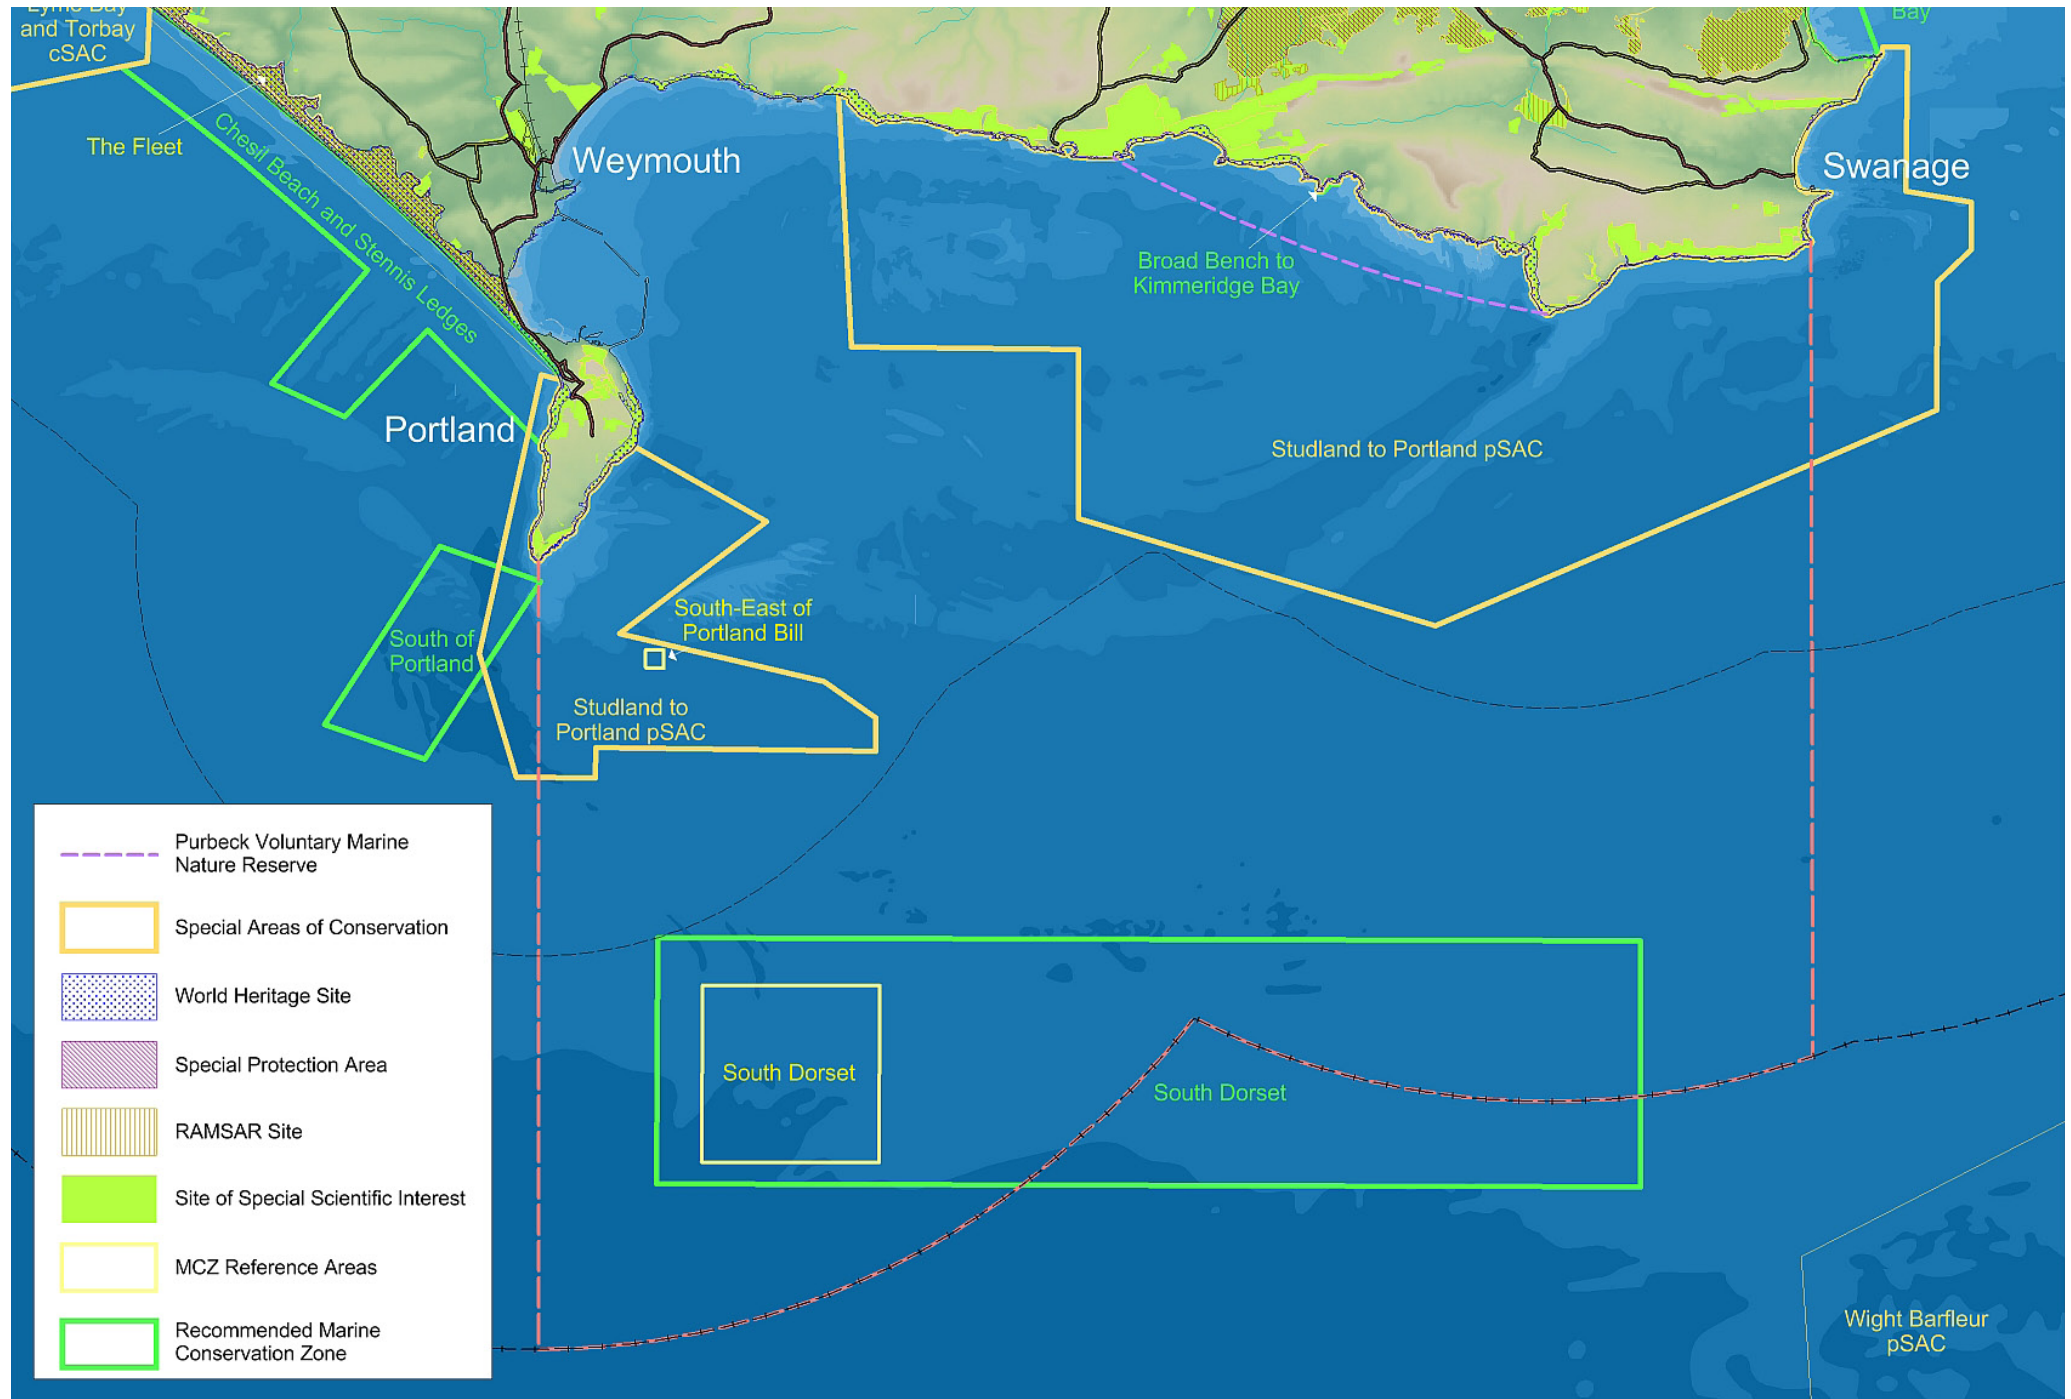 Lyme Bay
and Torbay
cSAC
Bay
The Fleet
Chesil Beach and Stennis Ledges
Weymouth
Swanage
Broad Bench to
Kimmeridge Bay
Portland
Studland to Portland pSAC
South-East of
Portland Bill
South of
Portland
Studland to
Portland pSAC
South Dorset
South Dorset
Wight Barfleur
pSAC
Purbeck Voluntary Marine
Nature Reserve
Special Areas of Conservation
World Heritage Site
Special Protection Area
RAMSAR Site
Site of Special Scientific Interest
MCZ Reference Areas
Recommended Marine
Conservation Zone